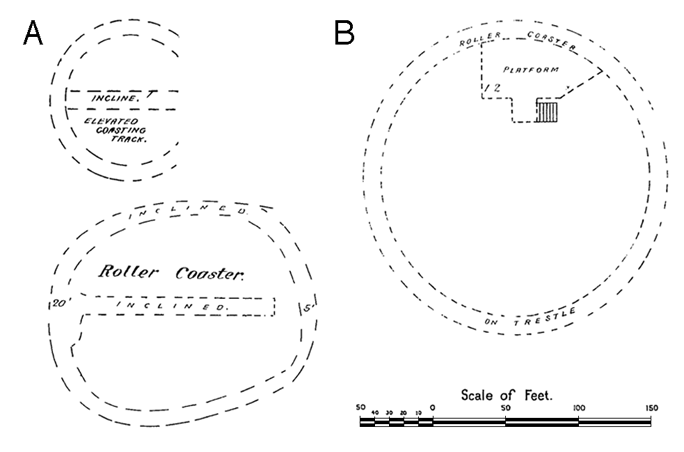 A
INCLINE.
ELEVATED
COASTING
TRACK.
INCLINED.
Roller Coaster.
20'
INCLINED.
5'
B
ROLLER COASTER
PLATFORM
12
ON TRESTLE
Scale of Feet.
50 40 30 20 10 0 50 100 150